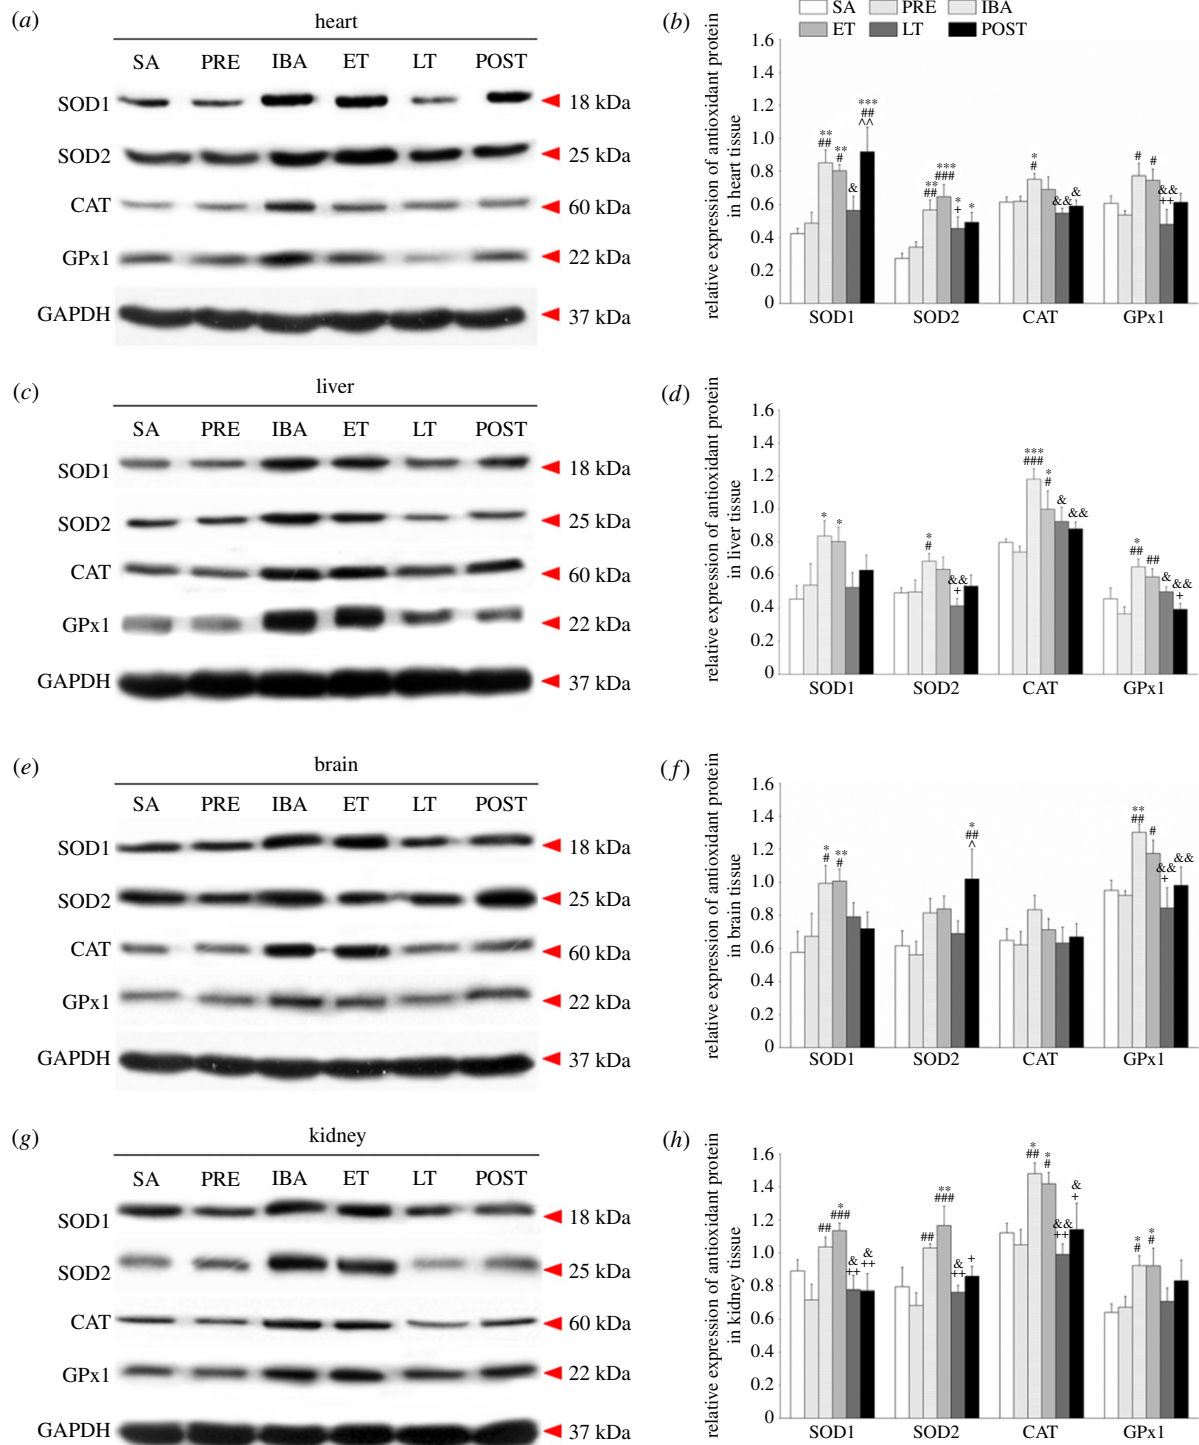 (a)
heart
SA PRE IBA ET LT POST
SOD1 18 kDa
SOD2 25 kDa
CAT 60 kDa
GPx1 22 kDa
GAPDH 37 kDa
(b)
SA PRE IBA
ET LT POST
relative expression of antioxidant protein
in heart tissue
1.6
1.4
1.2
1.0
0.8
0.6
0.4
0.2
0
** ## ** # & *** ## ^^
** ## *** ### * + *
* # && &
# # && ++
SOD1 SOD2 CAT GPx1
(c)
liver
SA PRE IBA ET LT POST
SOD1 18 kDa
SOD2 25 kDa
CAT 60 kDa
GPx1 22 kDa
GAPDH 37 kDa
(d)
relative expression of antioxidant protein
in liver tissue
1.6
1.4
1.2
1.0
0.8
0.6
0.4
0.2
0
* *
* # && +
*** ### * # & &&
* ## ## & && +
SOD1 SOD2 CAT GPx1
(e)
brain
SA PRE IBA ET LT POST
SOD1 18 kDa
SOD2 25 kDa
CAT 60 kDa
GPx1 22 kDa
GAPDH 37 kDa
(f)
relative expression of antioxidant protein
in brain tissue
1.6
1.4
1.2
1.0
0.8
0.6
0.4
0.2
0
* # ** #
* ## ^
** ## # && + &&
SOD1 SOD2 CAT GPx1
(g)
kidney
SA PRE IBA ET LT POST
SOD1 18 kDa
SOD2 25 kDa
CAT 60 kDa
GPx1 22 kDa
GAPDH 37 kDa
(h)
relative expression of antioxidant protein
in kidney tissue
1.6
1.4
1.2
1.0
0.8
0.6
0.4
0.2
0
## * ### & ++ & ++
## ** ### & ++ +
* ## * # && ++ & +
* # * #
SOD1 SOD2 CAT GPx1